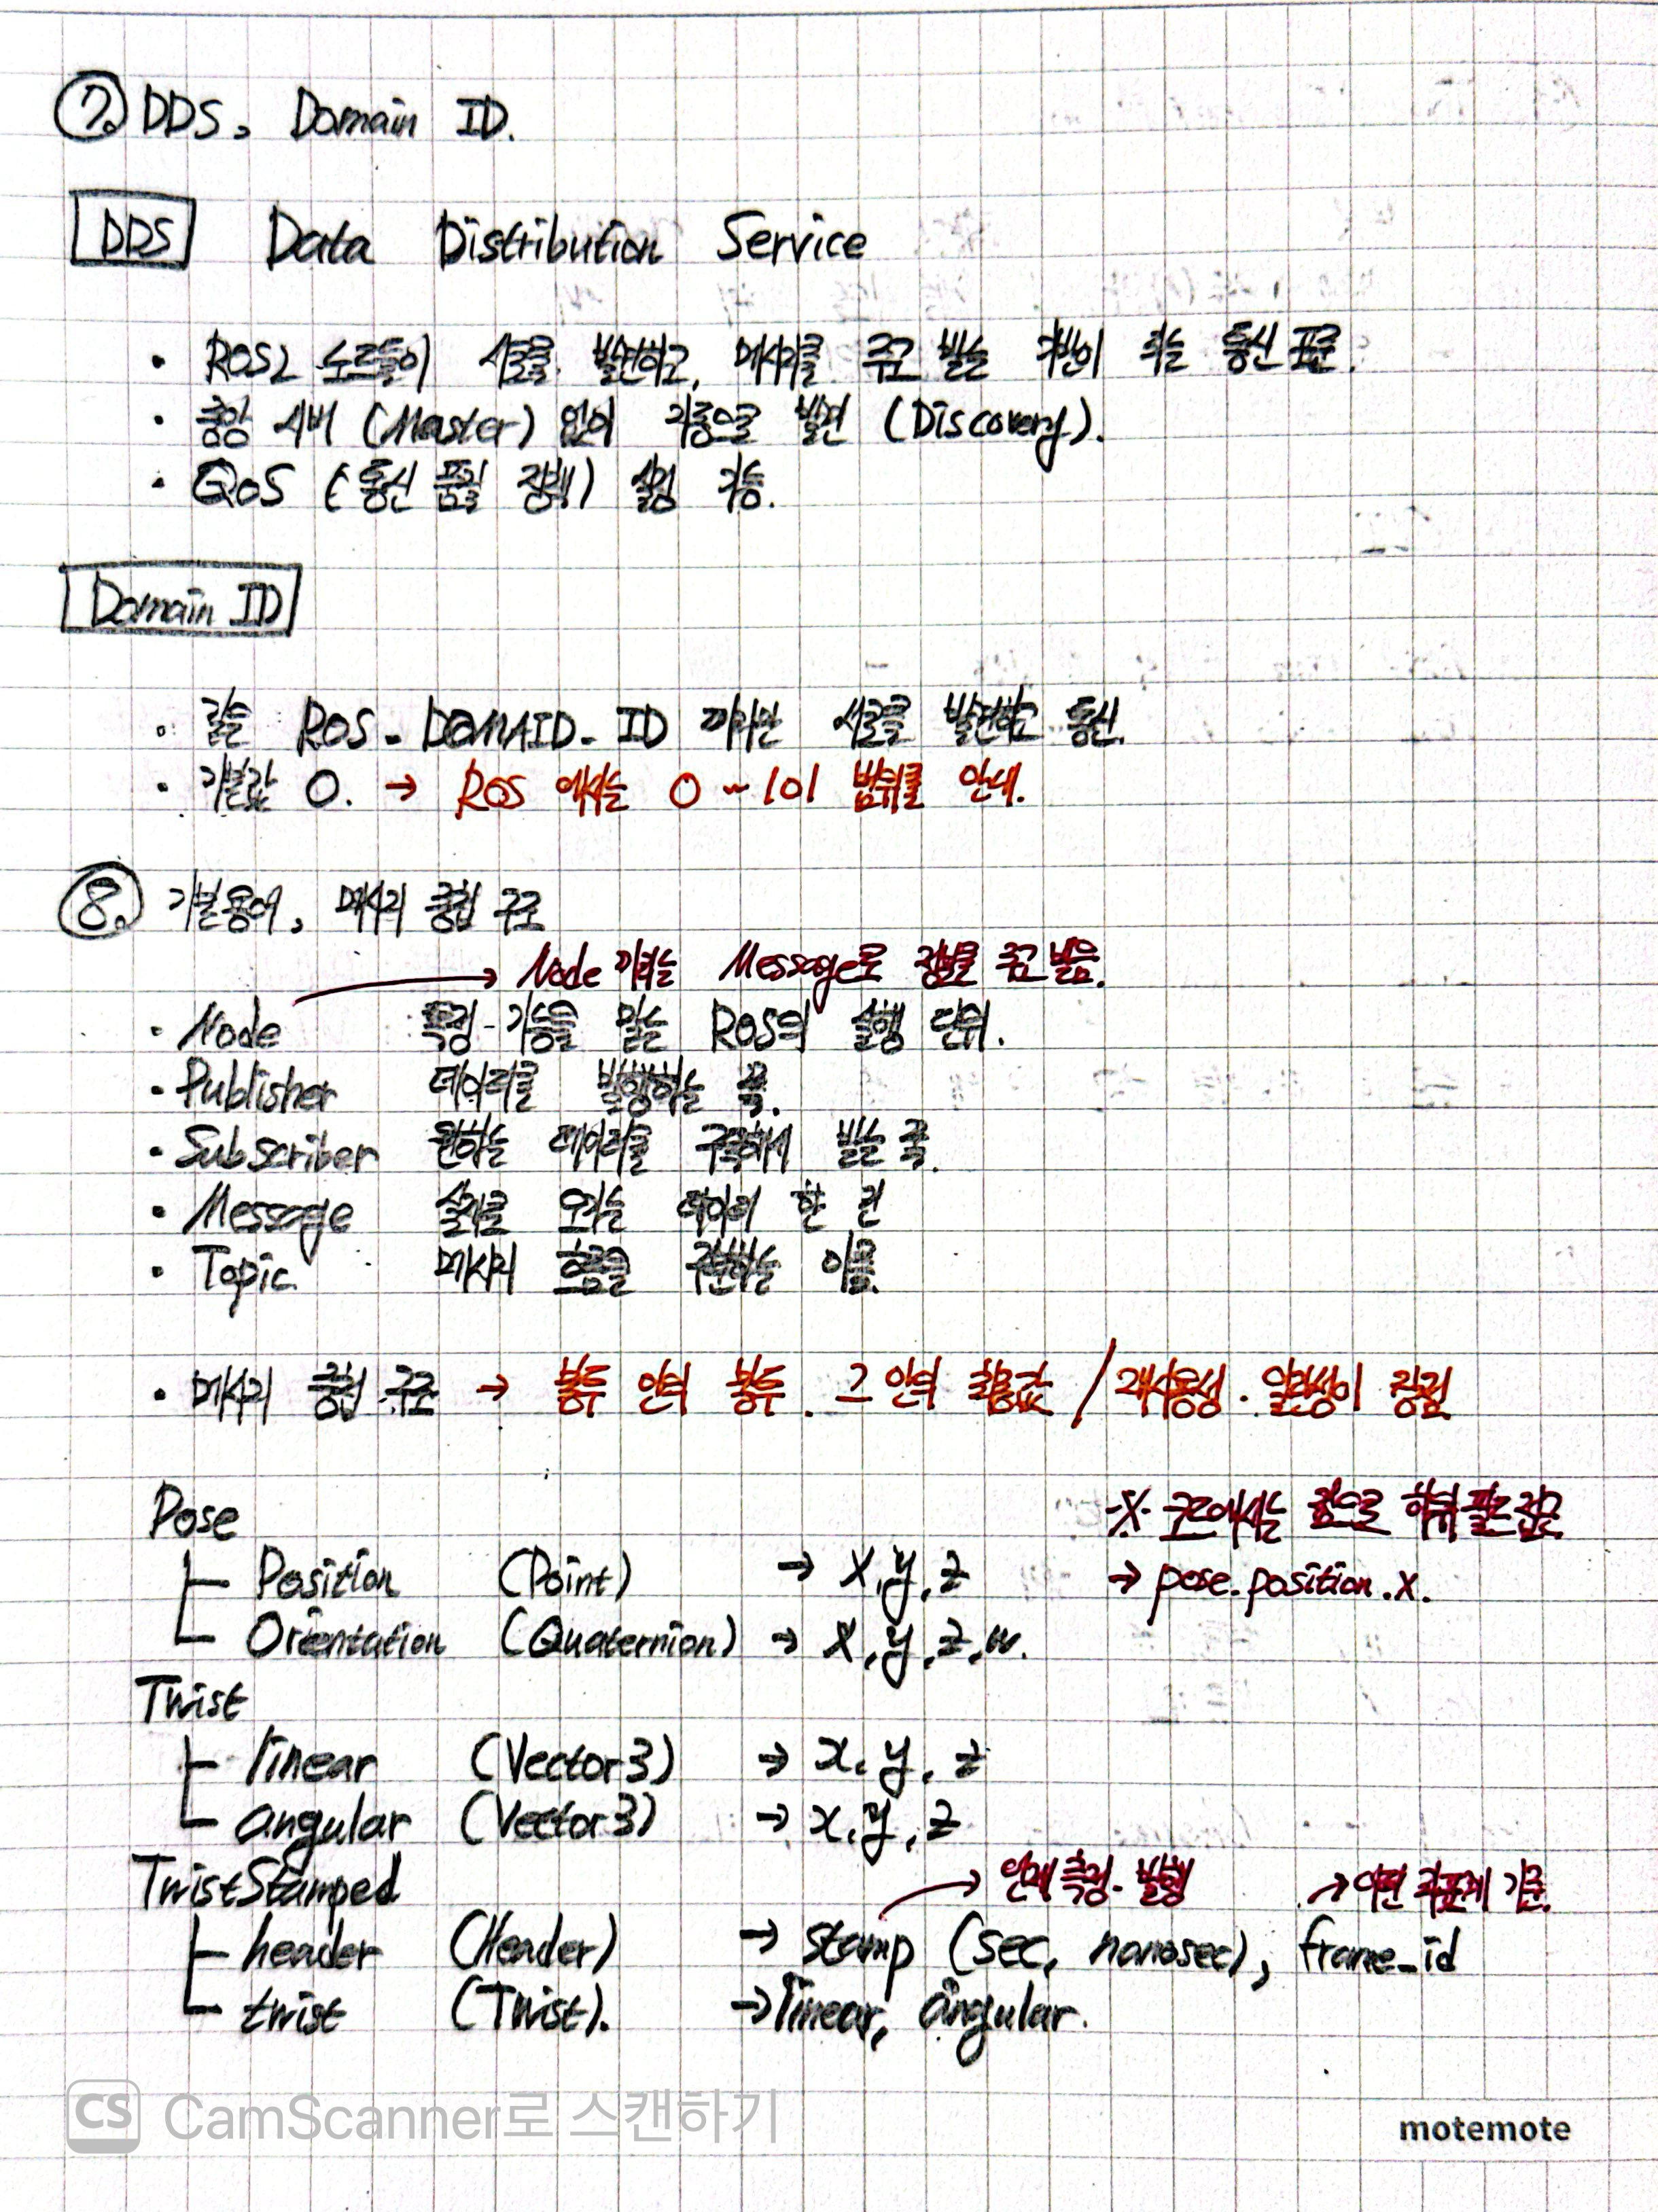 ⑦ DDS, Domain ID.
DDS Data Distribution Service
· ROS2 노드들이 서로를 발견하고, 메시지를 주고 받는 기반이 되는 통신 표준.
· 중앙 서버 (Master) 없이 자동으로 발견 (Discovery).
· QoS (통신 품질 정책) 설정 가능.
Domain ID
· 같은 ROS_DOMAID_ID 끼리만 서로를 발견하고 통신.
· 기본값 0. → ROS 에서는 0~101 범위를 안내.
⑧ 기본용어, 메시지 중첩 구조
→ Node 끼리는 Message로 정보를 주고 받음.
· Node 특정 기능을 맡는 ROS의 실행 단위.
· Publisher 데이터를 발행하는 쪽.
· Subscriber 원하는 데이터를 구독해서 받는 쪽.
· Message 실제로 오가는 데이터 한 건
· Topic 메시지 흐름을 구분하는 이름.
· 메시지 중첩 구조 → 봉투 안의 봉투. 그 안의 활용값 / 재사용성·일관성이 장점
Pose ※ 코드에서는 점으로 하위 필드 접근
├ Position (Point) → x, y, z → pose.position.x.
└ Orientation (Quaternion) → x, y, z, w.
Twist
├ linear (Vector3) → x, y, z
└ angular (Vector3) → x, y, z
TwistStamped → 언제 측정·발행 → 어떤 좌표계 기준.
├ header (Header) → stamp (sec, nanosec), frame_id
└ twist (Twist). → linear, angular.
CS CamScanner로 스캔하기
motemote